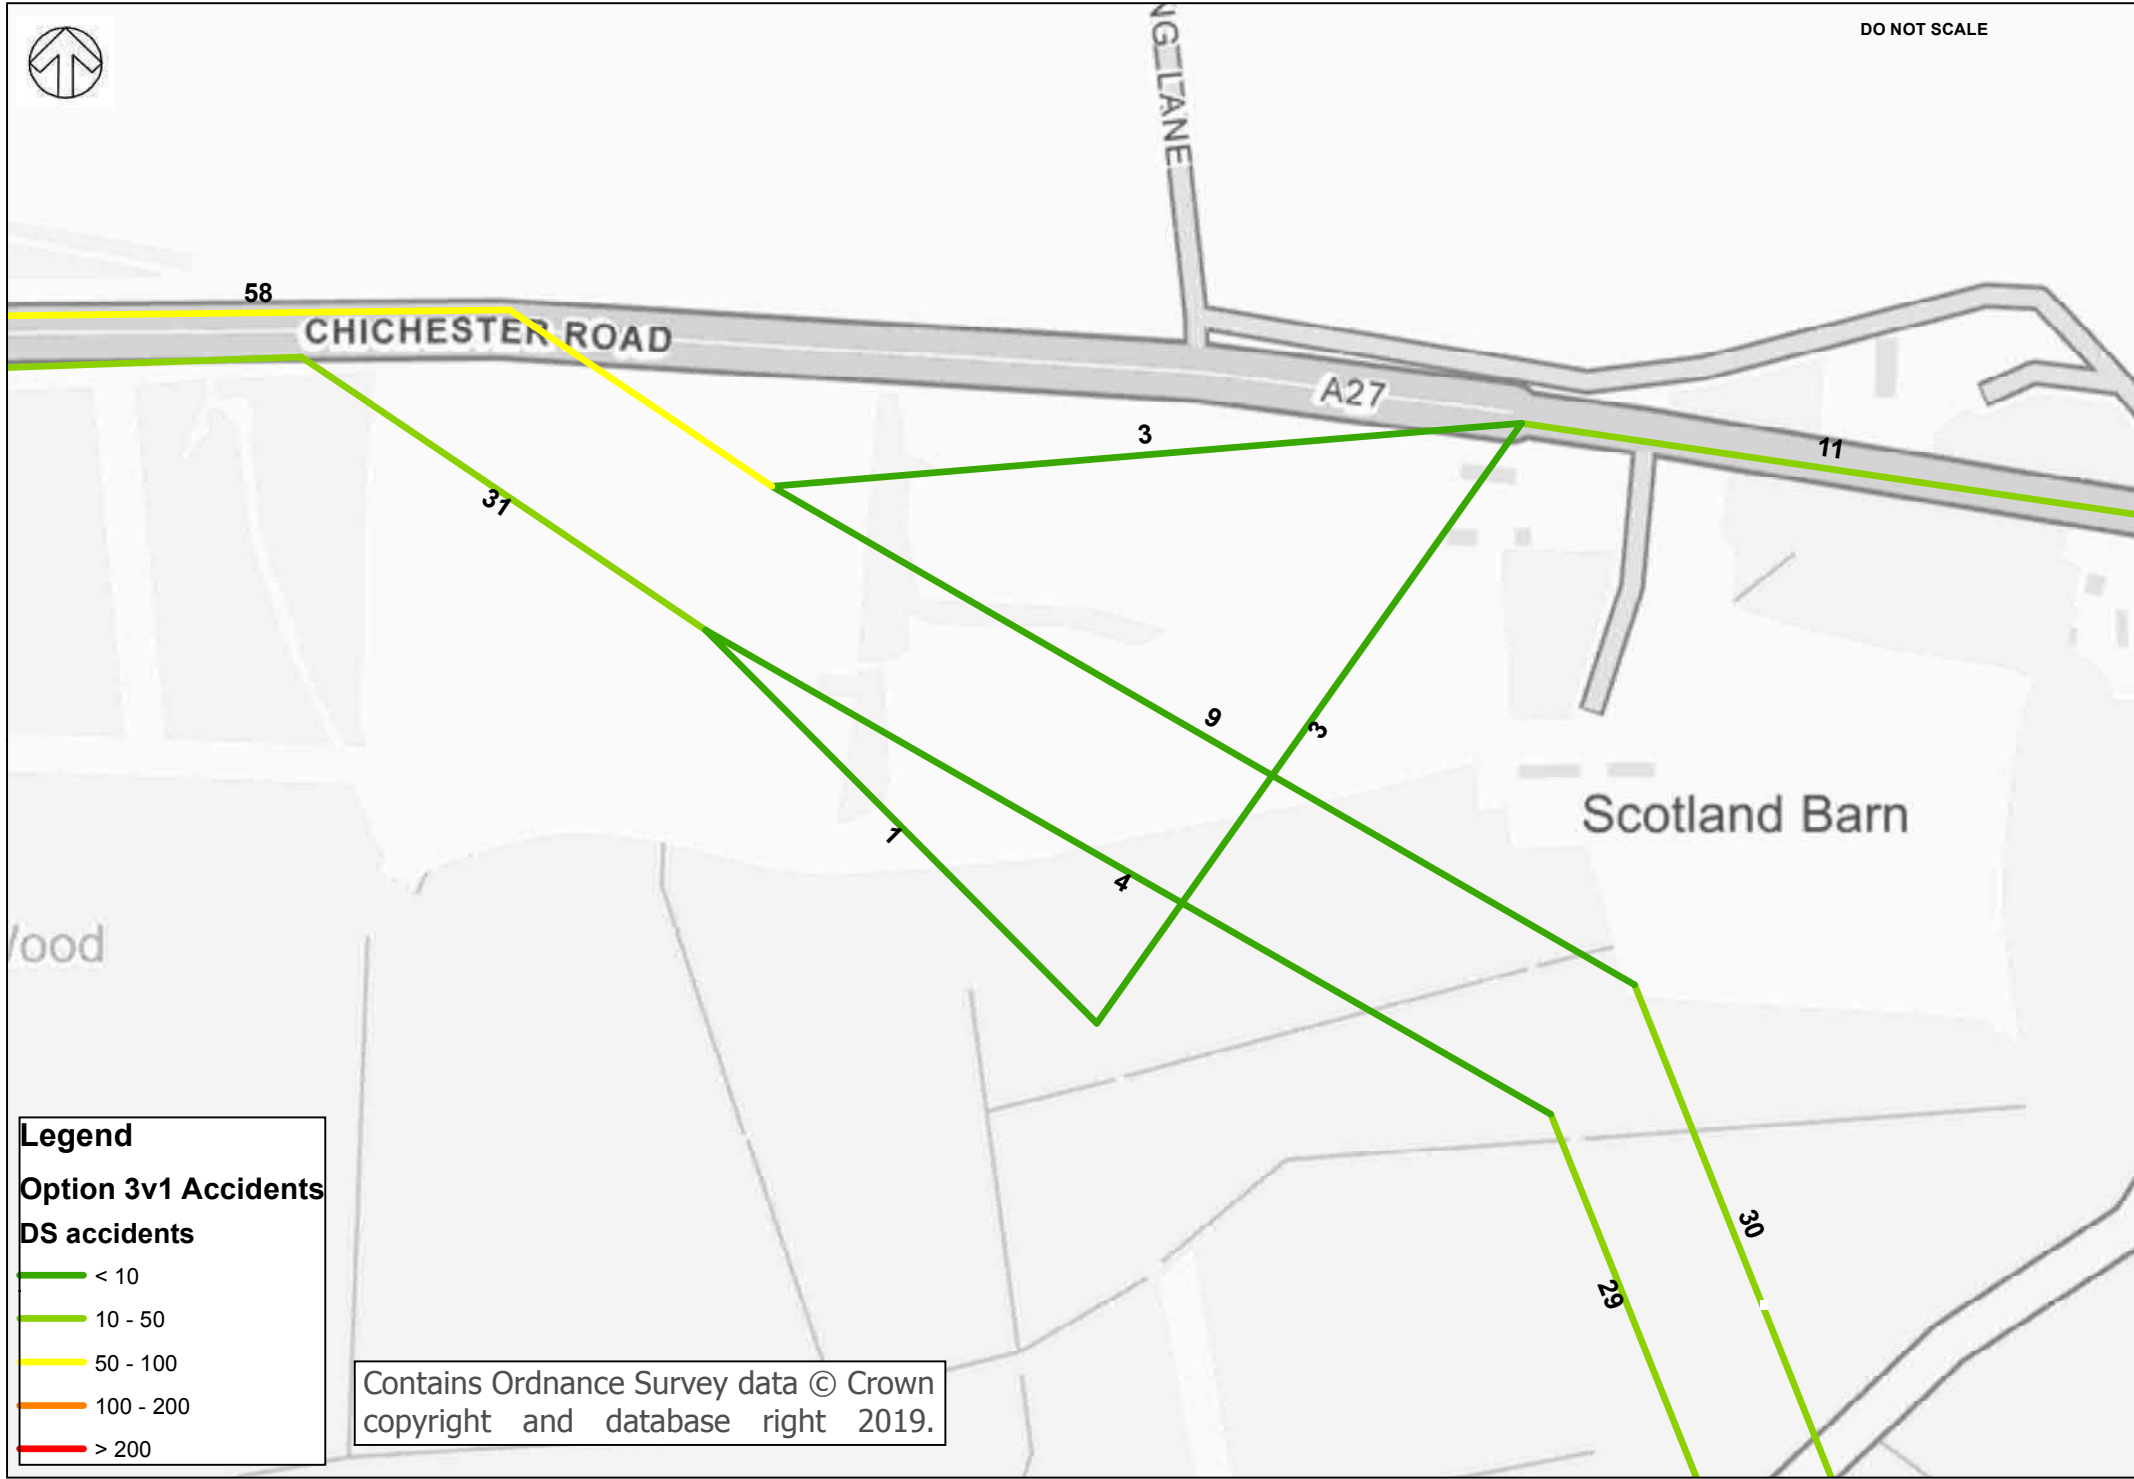 DO NOT SCALE
NG LANE
58
CHICHESTER ROAD
A27
3
11
31
9
3
Scotland Barn
1
4
ood
30
29
Legend
Option 3v1 Accidents
DS accidents
< 10
10 - 50
50 - 100
100 - 200
> 200
Contains Ordnance Survey data © Crown
copyright and database right 2019.